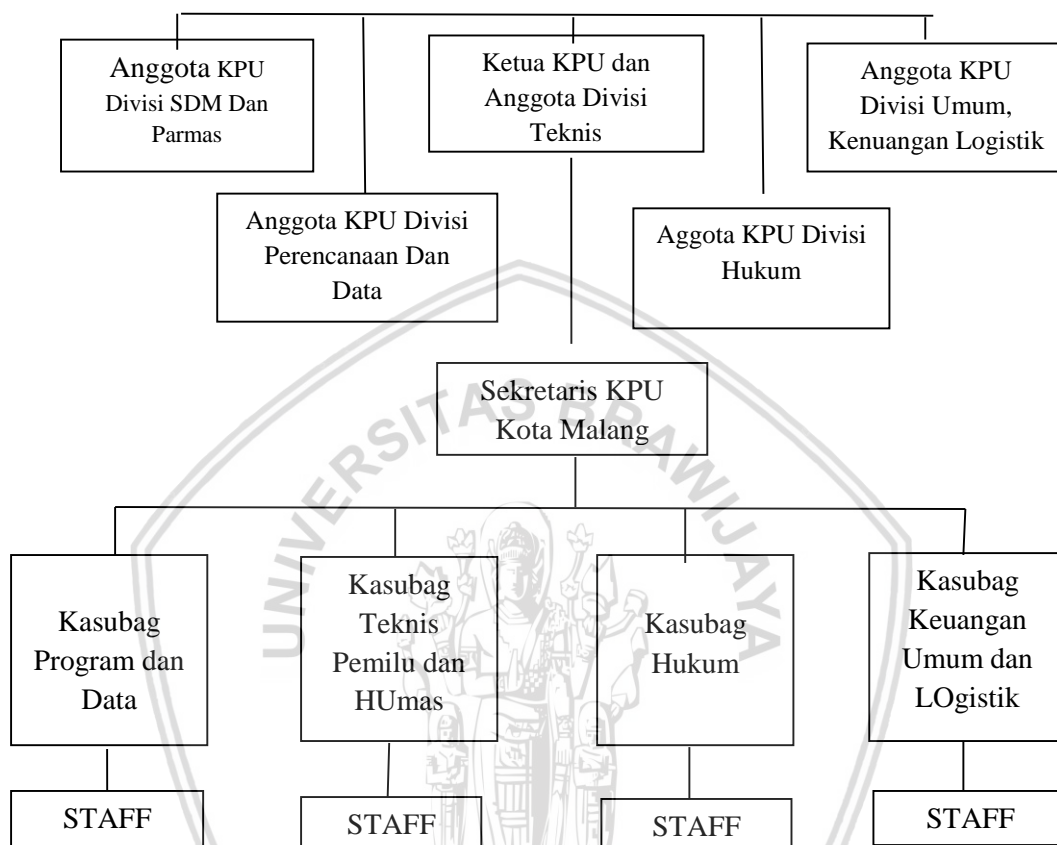 Anggota KPU
Divisi SDM Dan
Parmas
Ketua KPU dan
Anggota Divisi
Teknis
Anggota KPU
Divisi Umum,
Kenuangan Logistik
Anggota KPU Divisi
Perencanaan Dan
Data
Aggota KPU Divisi
Hukum
Sekretaris KPU
Kota Malang
UNIVERSITAS BRAWIJAYA
Kasubag
Program dan
Data
Kasubag
Teknis
Pemilu dan
HUmas
Kasubag
Hukum
Kasubag
Keuangan
Umum dan
LOgistik
STAFF
STAFF
STAFF
STAFF